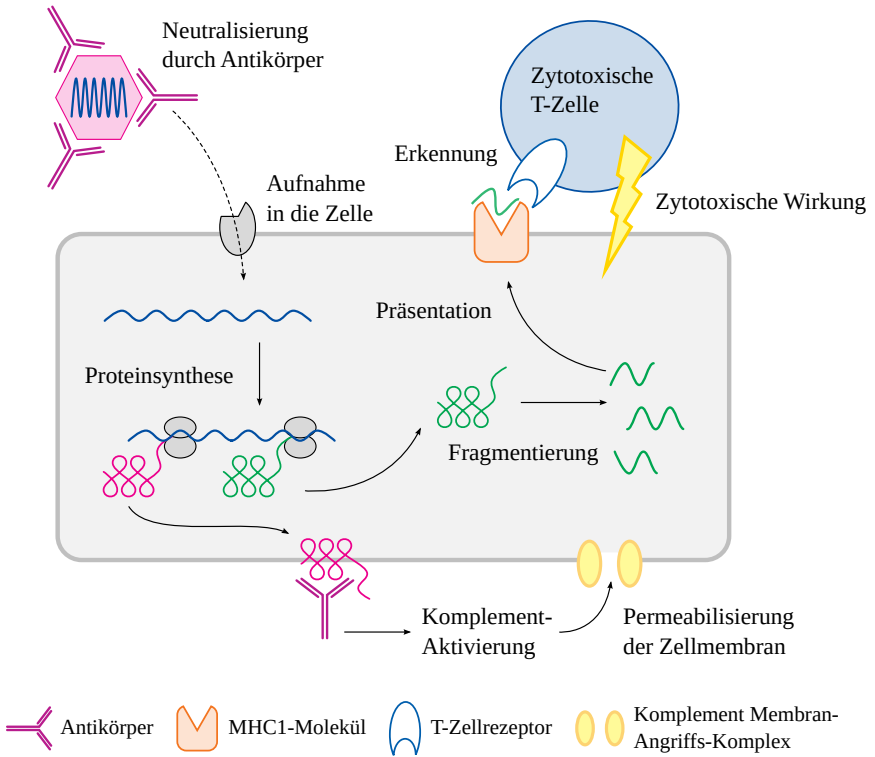 Neutralisierung
durch Antikörper
Zytotoxische
T-Zelle
Erkennung
Aufnahme
in die Zelle
Zytotoxische Wirkung
Präsentation
Proteinsynthese
Fragmentierung
Komplement-
Aktivierung
Permeabilisierung
der Zellmembran
Antikörper
MHC1-Molekül
T-Zellrezeptor
Komplement Membran-
Angriffs-Komplex